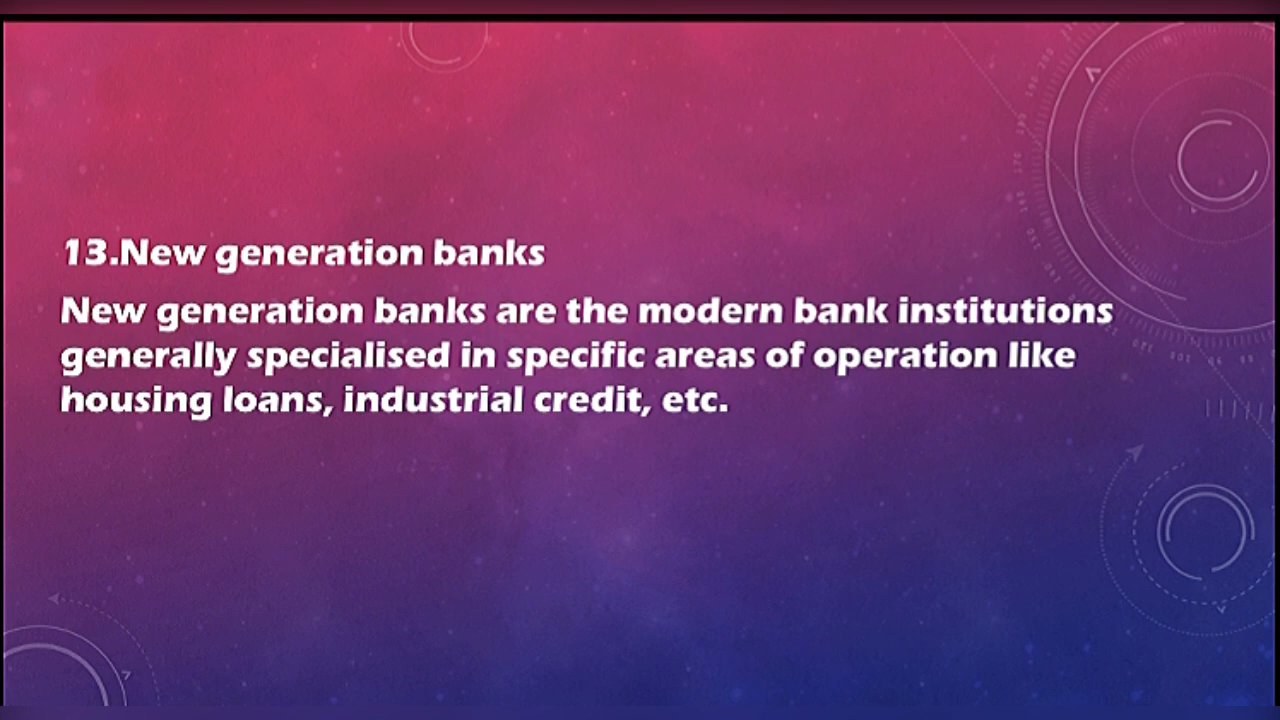 13.New generation banks
New generation banks are the modern bank institutions
generally specialised in specific areas of operation like
housing loans, industrial credit, etc.